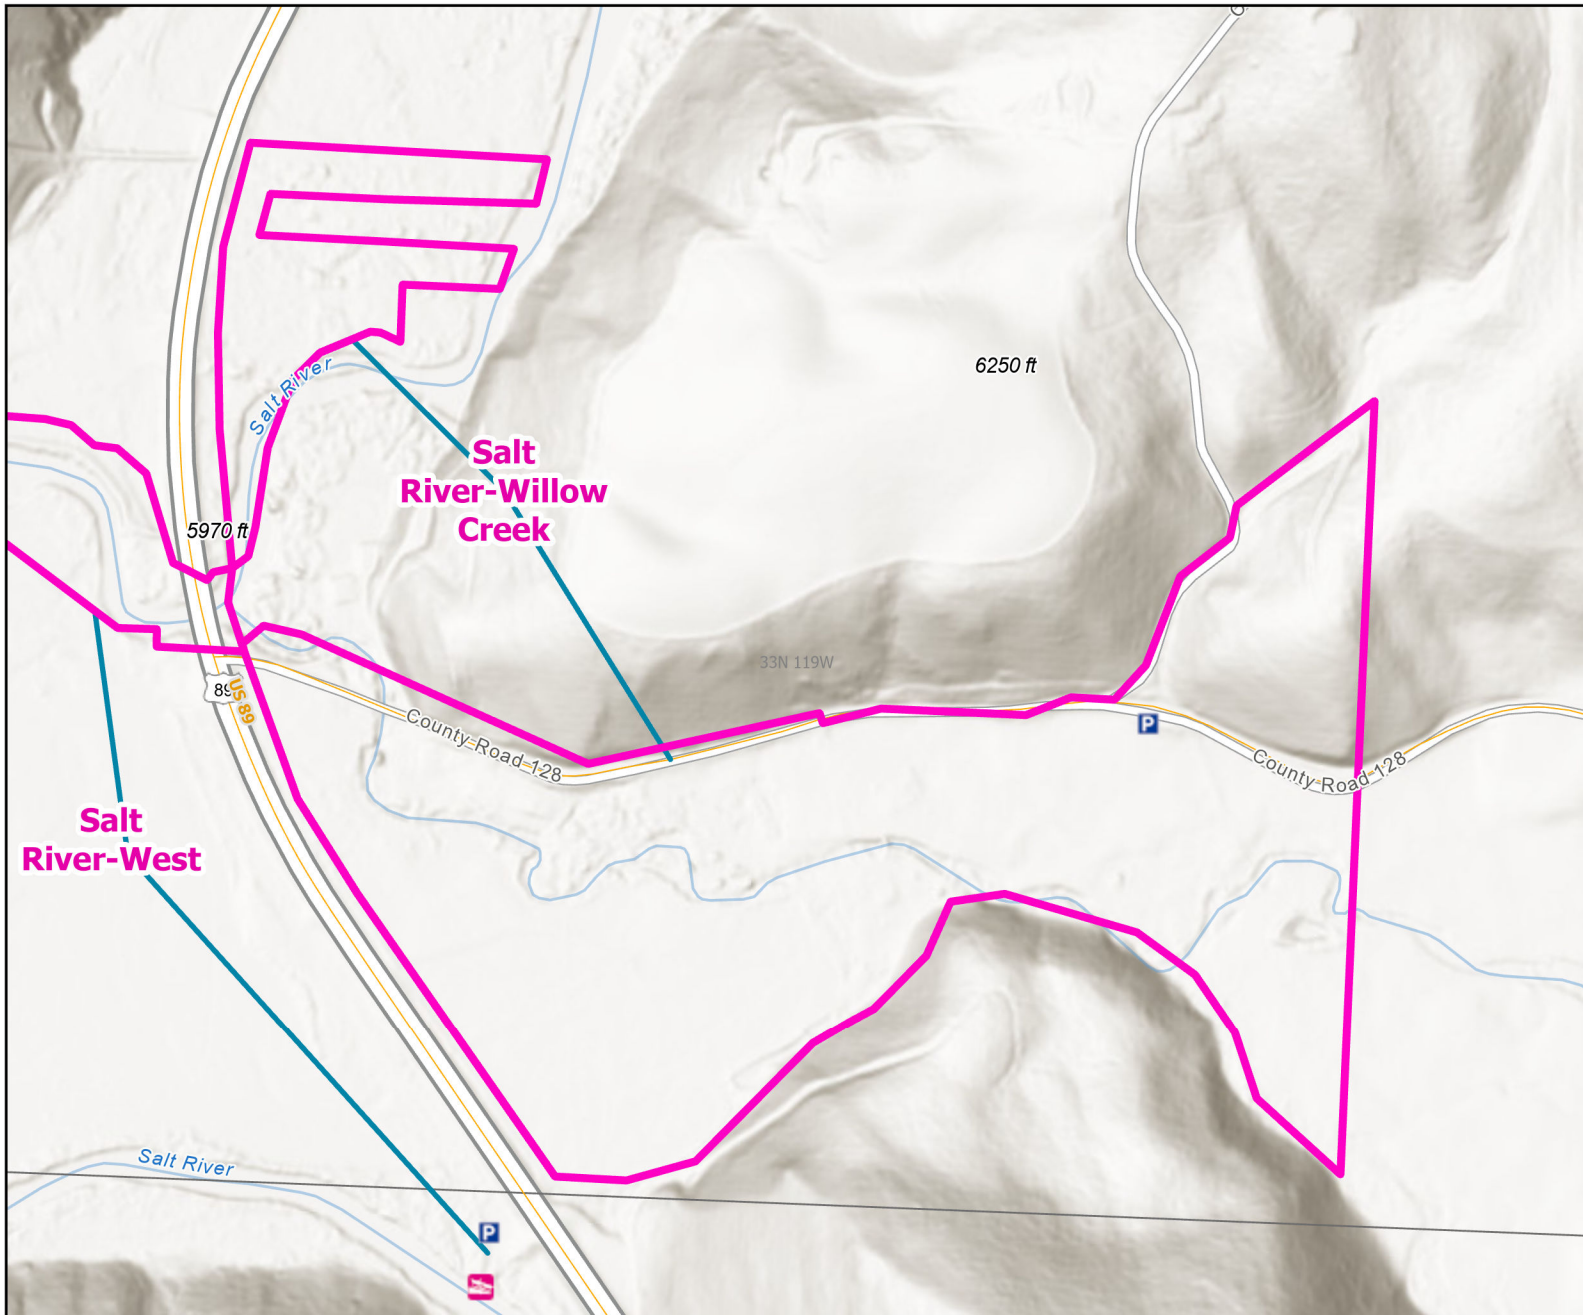 6250 ft
Salt River
Salt
River-Willow
Creek
5970 ft
33N 119W
89
US 89
County Road 128
P
County Road 128
Salt
River-West
Salt River
P